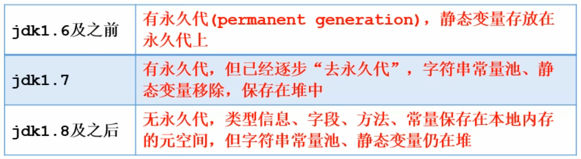 jdk1.6及之前
有永久代(permanent generation)，静态变量存放在
永久代上
jdk1.7
有永久代，但已经逐步“去永久代”，字符串常量池、静
态变量移除，保存在堆中
jdk1.8及之后
无永久代，类型信息、字段、方法、常量保存在本地内存
的元空间，但字符串常量池、静态变量仍在堆